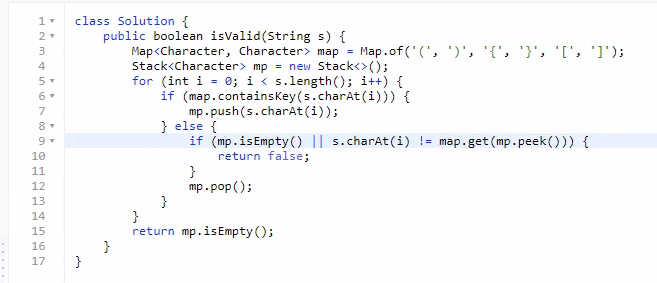 1 class Solution {
2     public boolean isValid(String s) {
3         Map<Character, Character> map = Map.of('(', ')', '{', '}', '[', ']');
4         Stack<Character> mp = new Stack<>();
5         for (int i = 0; i < s.length(); i++) {
6             if (map.containsKey(s.charAt(i))) {
7                 mp.push(s.charAt(i));
8             } else {
9                 if (mp.isEmpty() || s.charAt(i) != map.get(mp.peek())) {
10                     return false;
11                 }
12                 mp.pop();
13             }
14         }
15         return mp.isEmpty();
16     }
17 }